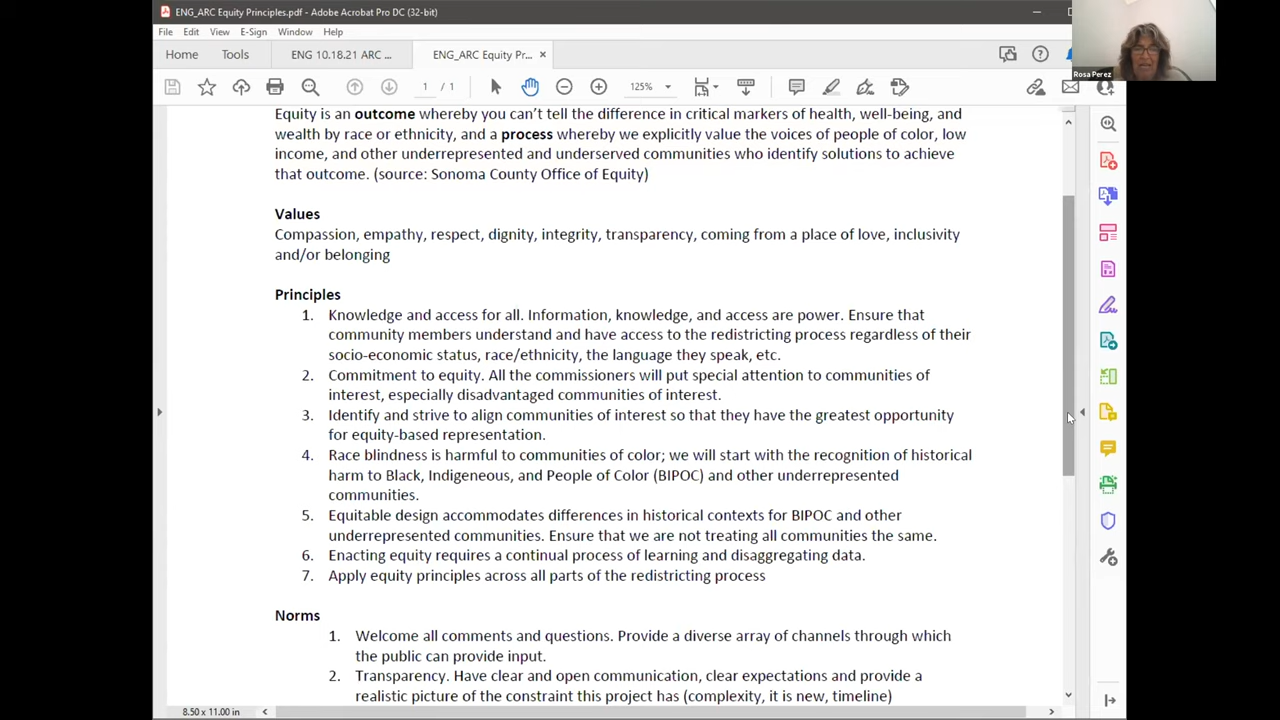 ENG_ARC Equity Principles.pdf - Adobe Acrobat Pro DC (32-bit)
File Edit View E-Sign Window Help
Home Tools ENG 10.18.21 ARC ... ENG_ARC Equity Pr... ×
Rosa Perez
1 / 1 125%
Equity is an outcome whereby you can't tell the difference in critical markers of health, well-being, and
wealth by race or ethnicity, and a process whereby we explicitly value the voices of people of color, low
income, and other underrepresented and underserved communities who identify solutions to achieve
that outcome. (source: Sonoma County Office of Equity)
Values
Compassion, empathy, respect, dignity, integrity, transparency, coming from a place of love, inclusivity
and/or belonging
Principles
1. Knowledge and access for all. Information, knowledge, and access are power. Ensure that
community members understand and have access to the redistricting process regardless of their
socio-economic status, race/ethnicity, the language they speak, etc.
2. Commitment to equity. All the commissioners will put special attention to communities of
interest, especially disadvantaged communities of interest.
3. Identify and strive to align communities of interest so that they have the greatest opportunity
for equity-based representation.
4. Race blindness is harmful to communities of color; we will start with the recognition of historical
harm to Black, Indigeneous, and People of Color (BIPOC) and other underrepresented
communities.
5. Equitable design accommodates differences in historical contexts for BIPOC and other
underrepresented communities. Ensure that we are not treating all communities the same.
6. Enacting equity requires a continual process of learning and disaggregating data.
7. Apply equity principles across all parts of the redistricting process
Norms
1. Welcome all comments and questions. Provide a diverse array of channels through which
the public can provide input.
2. Transparency. Have clear and open communication, clear expectations and provide a
realistic picture of the constraint this project has (complexity, it is new, timeline)
8.50 x 11.00 in